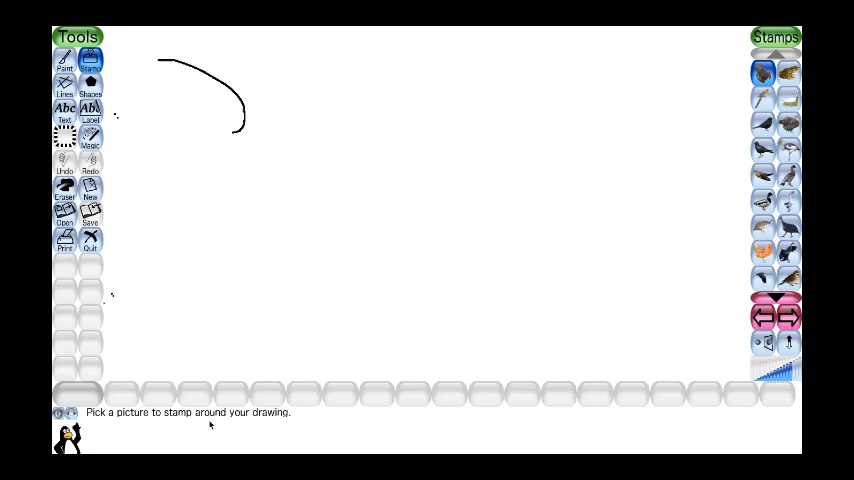 Tools
Stamps
Paint
Stamp
Lines
Shapes
Abc
Abc
Text
Label
Magic
Undo
Redo
Eraser
New
Open
Save
Print
Quit
Pick a picture to stamp around your drawing.